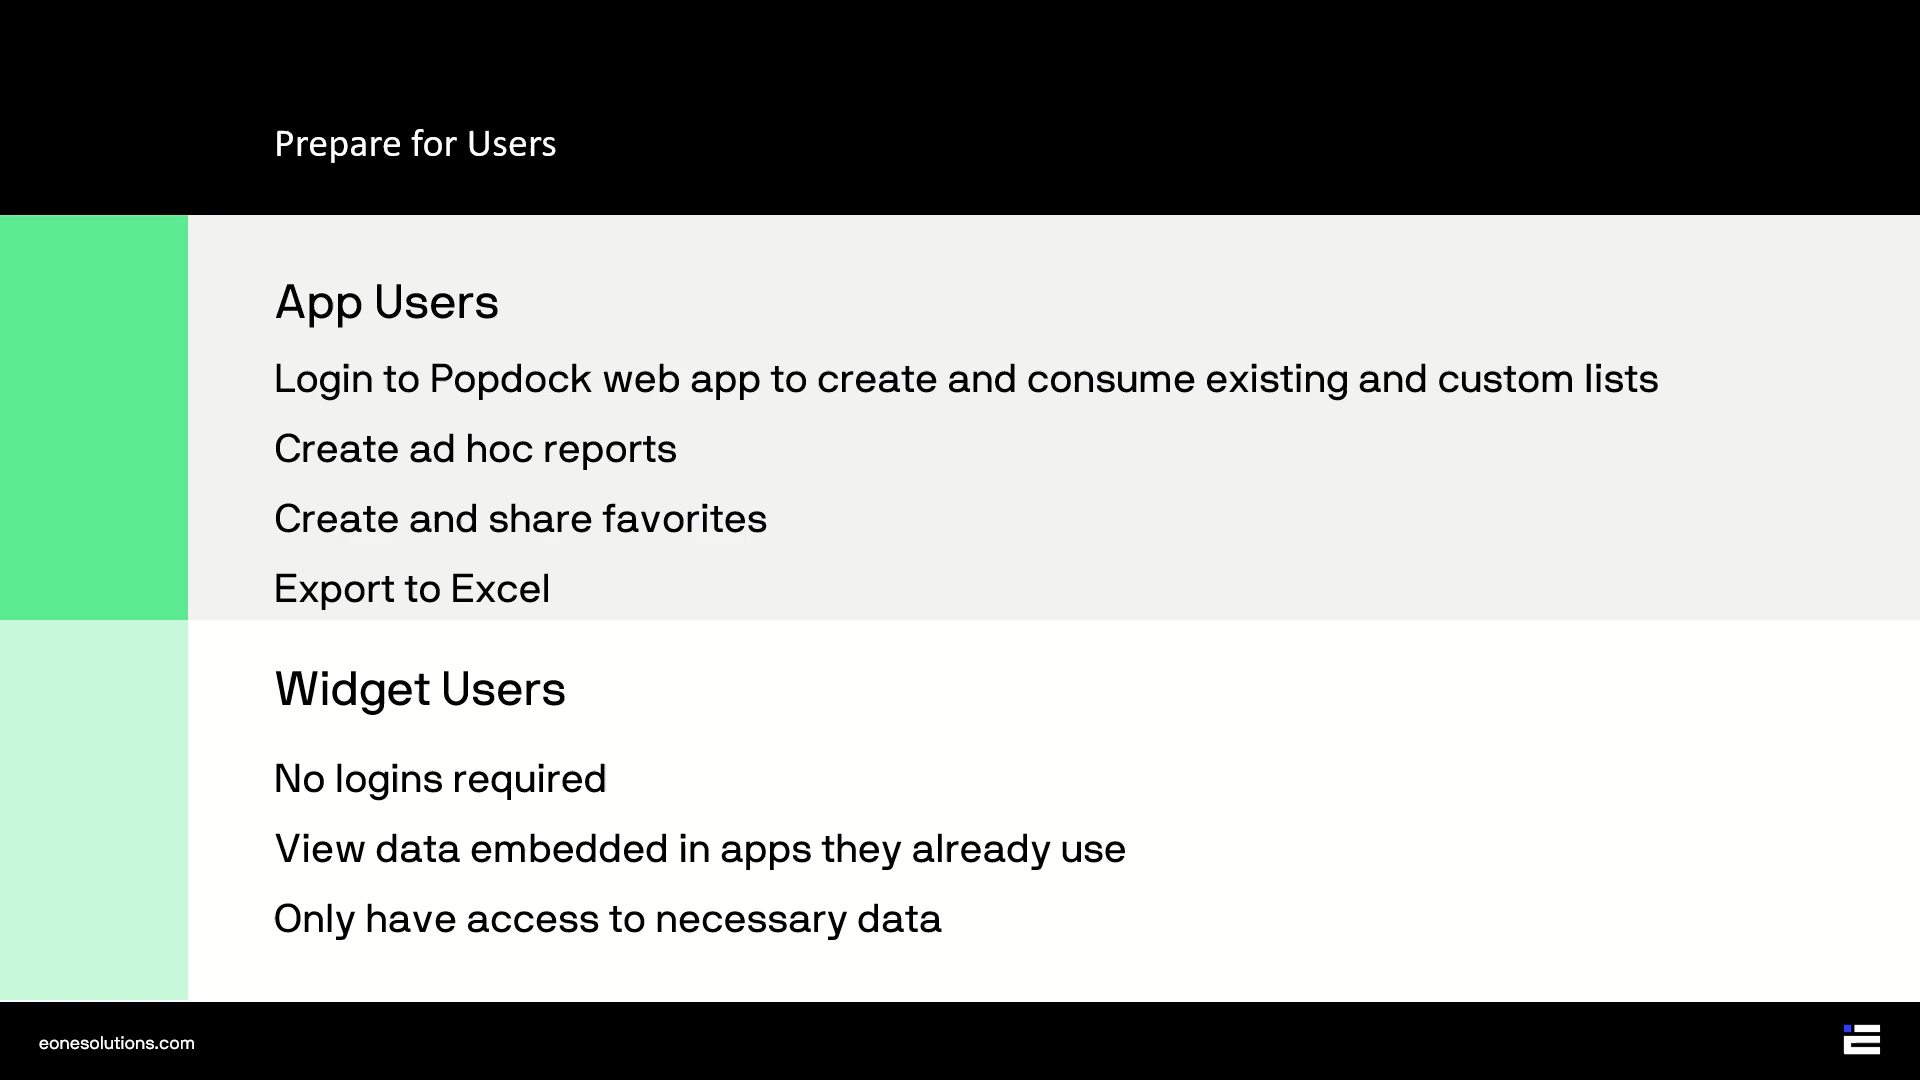 Prepare for Users
App Users
Login to Popdock web app to create and consume existing and custom lists
Create ad hoc reports
Create and share favorites
Export to Excel
Widget Users
No logins required
View data embedded in apps they already use
Only have access to necessary data
eonesolutions.com